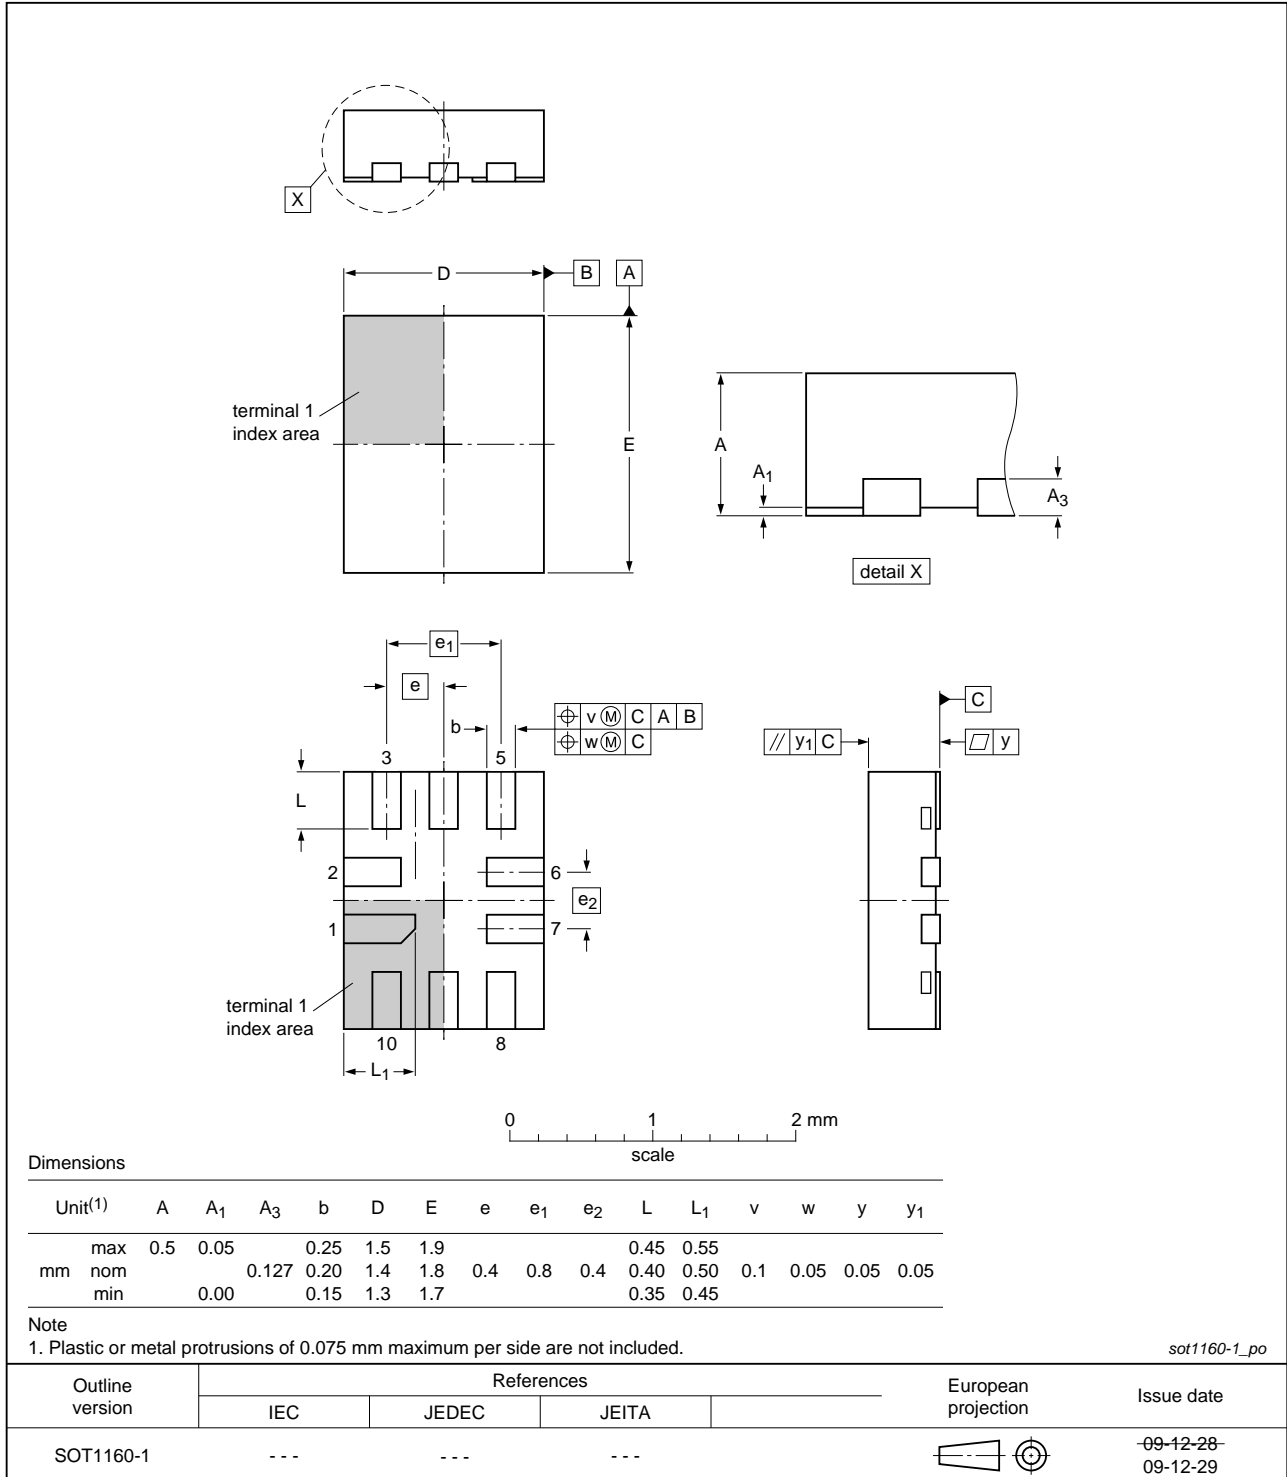 X
D
B
A
terminal 1
index area
E
A
A1
A3
detail X
e1
e
b
v M C A B
w M C
3
5
L
2
6
e2
1
7
terminal 1
index area
10
8
L1
C
// y1 C
y
0 1 2 mm
scale
Dimensions
Unit(1) A A1 A3 b D E e e1 e2 L L1 v w y y1
max 0.5 0.05 0.25 1.5 1.9 0.45 0.55
mm nom 0.127 0.20 1.4 1.8 0.4 0.8 0.4 0.40 0.50 0.1 0.05 0.05 0.05
min 0.00 0.15 1.3 1.7 0.35 0.45
Note
1. Plastic or metal protrusions of 0.075 mm maximum per side are not included.
sot1160-1_po
Outline
version
References
IEC JEDEC JEITA
European
projection
Issue date
SOT1160-1 - - - - - - - - -
09-12-28
09-12-29